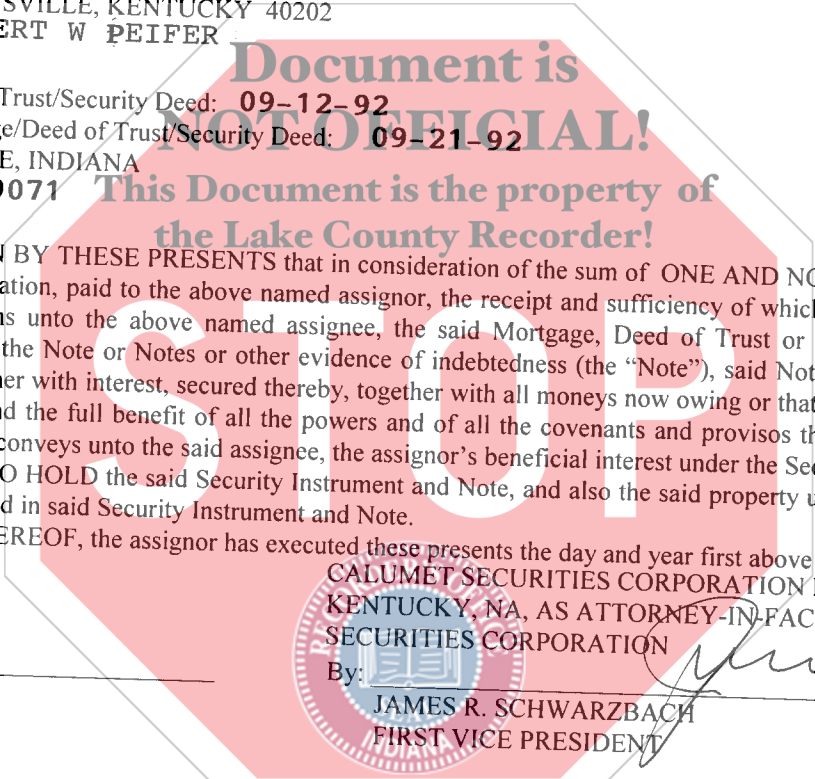 SVILLE, KENTUCKY 40202
ERT W PEIFER
Document is
Trust/Security Deed: 09-12-92
NOT OFFICIAL!
e/Deed of Trust/Security Deed: 09-21-92
E, INDIANA
071
This Document is the property of
the Lake County Recorder!
BY THESE PRESENTS that in consideration of the sum of ONE AND NO
ation, paid to the above named assignor, the receipt and sufficiency of which
ns unto the above named assignee, the said Mortgage, Deed of Trust or
the Note or Notes or other evidence of indebtedness (the “Note”), said Not
er with interest, secured thereby, together with all moneys now owing or that
d the full benefit of all the powers and of all the covenants and provisos th
conveys unto the said assignee, the assignor’s beneficial interest under the Sec
O HOLD the said Security Instrument and Note, and also the said property u
d in said Security Instrument and Note.
EREOF, the assignor has executed these presents the day and year first above
STOP
CALUMET SECURITIES CORPORATION
KENTUCKY, NA, AS ATTORNEY-IN-FAC
SECURITIES CORPORATION
By:
JAMES R. SCHWARZBACH
FIRST VICE PRESIDENT
SEAL
INDIANA